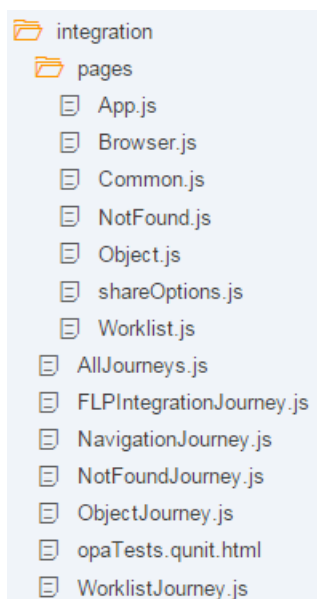 integration
pages
App.js
Browser.js
Common.js
NotFound.js
Object.js
shareOptions.js
Worklist.js
AllJourneys.js
FLPIntegrationJourney.js
NavigationJourney.js
NotFoundJourney.js
ObjectJourney.js
opaTests.qunit.html
WorklistJourney.js